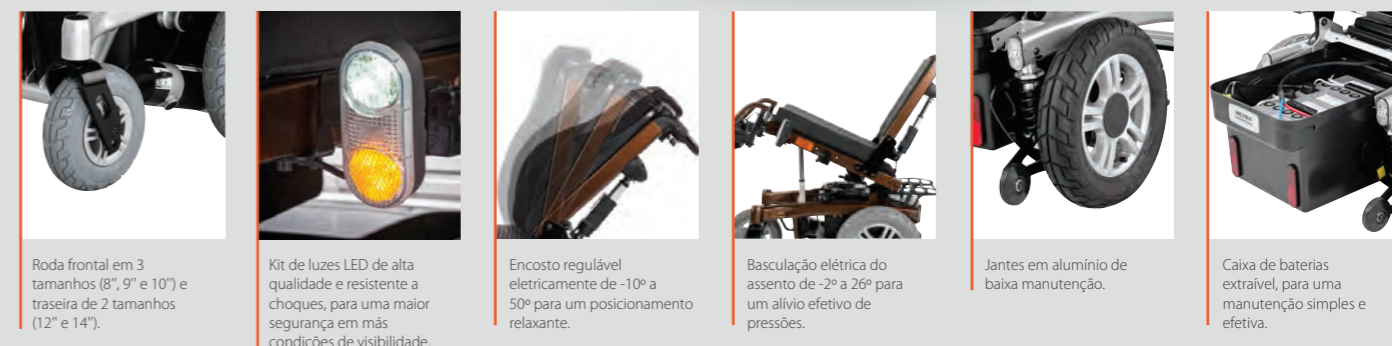 Roda frontal em 3
tamanhos (8", 9" e 10") e
traseira de 2 tamanhos
(12" e 14").
Kit de luzes LED de alta
qualidade e resistente a
choques, para uma maior
segurança em más
condições de visibilidade
Encosto regulável
eletricamente de -10º a
50º para um posicionamento
relaxante.
Basculação elétrica do
assento de -2º a 26º para
um alívio efetivo de
pressões.
Jantes em alumínio de
baixa manutenção.
Caixa de baterias
extraível, para uma
manutenção simples e
efetiva.